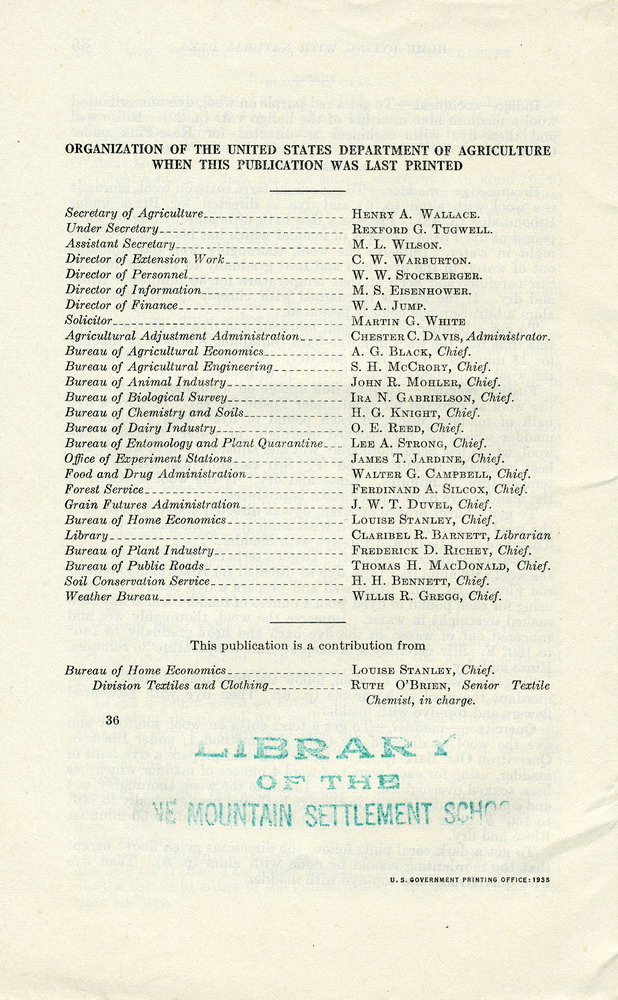 ORGANIZATION OF THE UNITED STATES DEPARTMENT OF AGRICULTURE
WHEN THIS PUBLICATION WAS LAST PRINTED
Secretary of Agriculture HENRY A. WALLACE.
Under Secretary REXFORD G. TUGWELL.
Assistant Secretary M. L. WILSON.
Director of Extension Work C. W. WARBURTON.
Director of Personnel W. W. STOCKBERGER.
Director of Information M. S. EISENHOWER.
Director of Finance W. A. JUMP.
Solicitor MARTIN G. WHITE
Agricultural Adjustment Administration CHESTER C. DAVIS, Administrator.
Bureau of Agricultural Economics A. G. BLACK, Chief.
Bureau of Agricultural Engineering S. H. MCCRORY, Chief.
Bureau of Animal Industry JOHN R. MOHLER, Chief.
Bureau of Biological Survey IRA N. GABRIELSON, Chief.
Bureau of Chemistry and Soils H. G. KNIGHT, Chief.
Bureau of Dairy Industry O. E. REED, Chief.
Bureau of Entomology and Plant Quarantine LEE A. STRONG, Chief.
Office of Experiment Stations JAMES T. JARDINE, Chief.
Food and Drug Administration WALTER G. CAMPBELL, Chief.
Forest Service FERDINAND A. SILCOX, Chief.
Grain Futures Administration J. W. T. DUVEL, Chief.
Bureau of Home Economics LOUISE STANLEY, Chief.
Library CLARIBEL R. BARNETT, Librarian
Bureau of Plant Industry FREDERICK D. RICHEY, Chief.
Bureau of Public Roads THOMAS H. MACDONALD, Chief.
Soil Conservation Service H. H. BENNETT, Chief.
Weather Bureau WILLIS R. GREGG, Chief.
This publication is a contribution from
Bureau of Home Economics LOUISE STANLEY, Chief.
Division Textiles and Clothing RUTH O'BRIEN, Senior Textile
Chemist, in charge.
36
LIBRARY
OF THE
NE MOUNTAIN SETTLEMENT SCHOO
U. S. GOVERNMENT PRINTING OFFICE: 1935